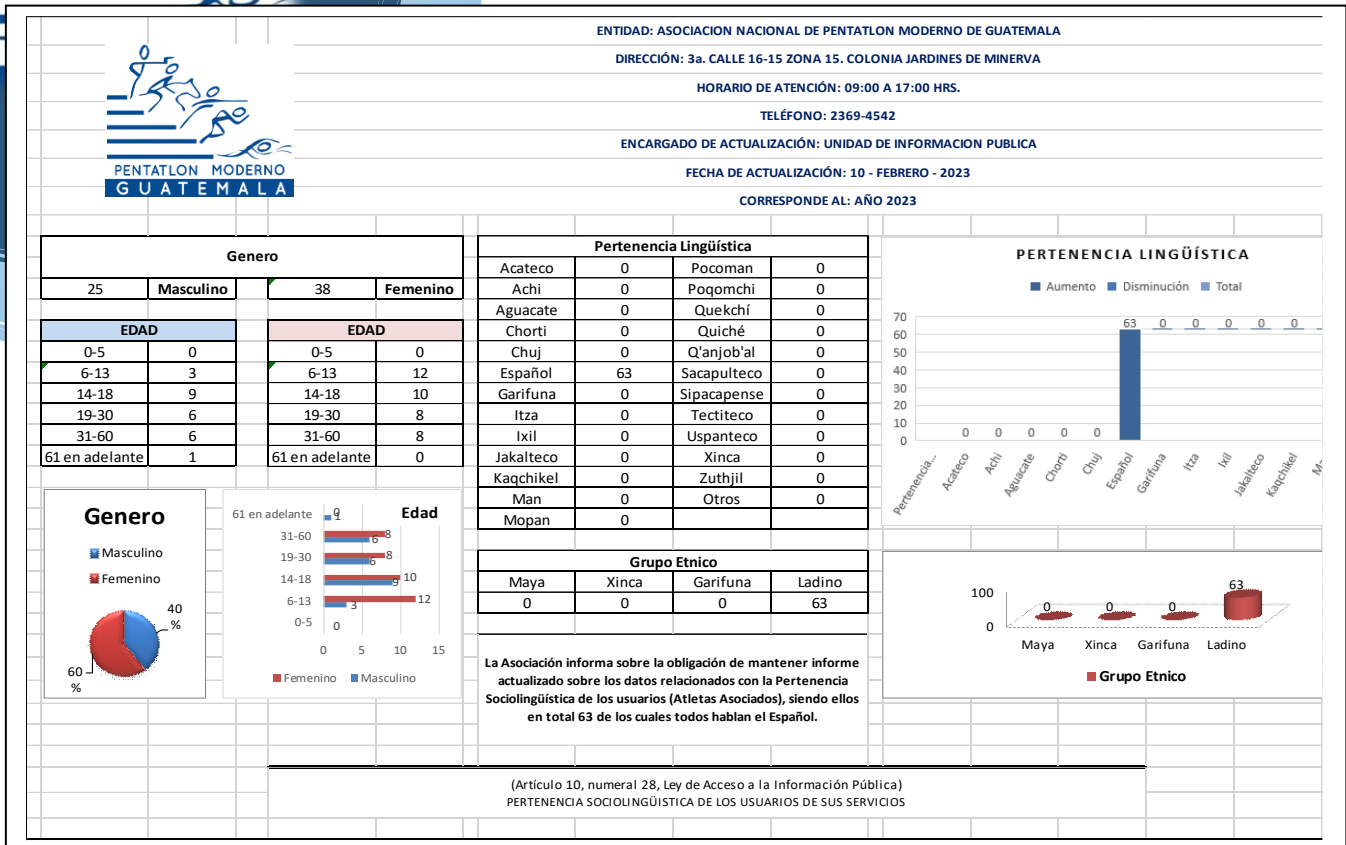 ENTIDAD: ASOCIACION NACIONAL DE PENTATLON MODERNO DE GUATEMALA
DIRECCIÓN: 3a. CALLE 16-15 ZONA 15. COLONIA JARDINES DE MINERVA
HORARIO DE ATENCIÓN: 09:00 A 17:00 HRS.
TELÉFONO: 2369-4542
ENCARGADO DE ACTUALIZACIÓN: UNIDAD DE INFORMACION PUBLICA
FECHA DE ACTUALIZACIÓN: 10 - FEBRERO - 2023
CORRESPONDE AL: AÑO 2023
PENTATLON MODERNO
GUATEMALA
Genero
25 Masculino 38 Femenino
EDAD EDAD
0-5 0 0-5 0
6-13 3 6-13 12
14-18 9 14-18 10
19-30 6 19-30 8
31-60 6 31-60 8
61 en adelante 1 61 en adelante 0
Pertenencia Lingüística
Acateco 0 Pocoman 0
Achi 0 Poqomchi 0
Aguacate 0 Quekchí 0
Chorti 0 Quiché 0
Chuj 0 Q'anjob'al 0
Español 63 Sacapulteco 0
Garifuna 0 Sipacapense 0
Itza 0 Tectiteco 0
Ixil 0 Uspanteco 0
Jakalteco 0 Xinca 0
Kaqchikel 0 Zuthjil 0
Man 0 Otros 0
Mopan 0
PERTENENCIA LINGÜÍSTICA
Aumento Disminución Total
70
60
50
40
30
20
10
0
0 0 0 0 0 63 0 0 0 0 0
Pertenencia...
Acateco
Achi
Aguacate
Chorti
Chuj
Español
Garifuna
Itza
Ixil
Jakalteco
Kaqchikel
Genero
Masculino
Femenino
40
%
60
%
Edad
61 en adelante 0 1
31-60 8 6
19-30 8 6
14-18 10 9
6-13 12 3
0-5 0
0 5 10 15
Femenino Masculino
Grupo Etnico
Maya Xinca Garifuna Ladino
0 0 0 63
100
0
0 0 0 63
Maya Xinca Garifuna Ladino
Grupo Etnico
La Asociación informa sobre la obligación de mantener informe
actualizado sobre los datos relacionados con la Pertenencia
Sociolingüística de los usuarios (Atletas Asociados), siendo ellos
en total 63 de los cuales todos hablan el Español.
(Artículo 10, numeral 28, Ley de Acceso a la Información Pública)
PERTENENCIA SOCIOLINGÜISTICA DE LOS USUARIOS DE SUS SERVICIOS